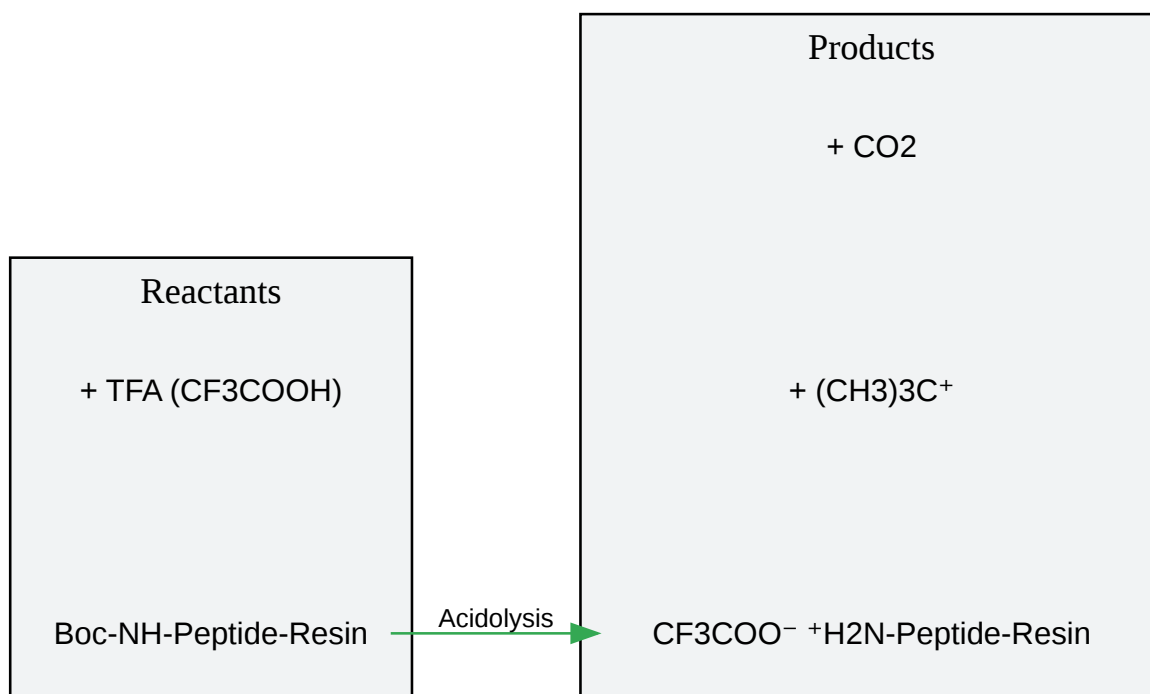 Reactants
+ TFA (CF3COOH)
Boc-NH-Peptide-Resin
Acidolysis
Products
+ CO2
+ (CH3)3C⁺
CF3COO⁻ ⁺H2N-Peptide-Resin